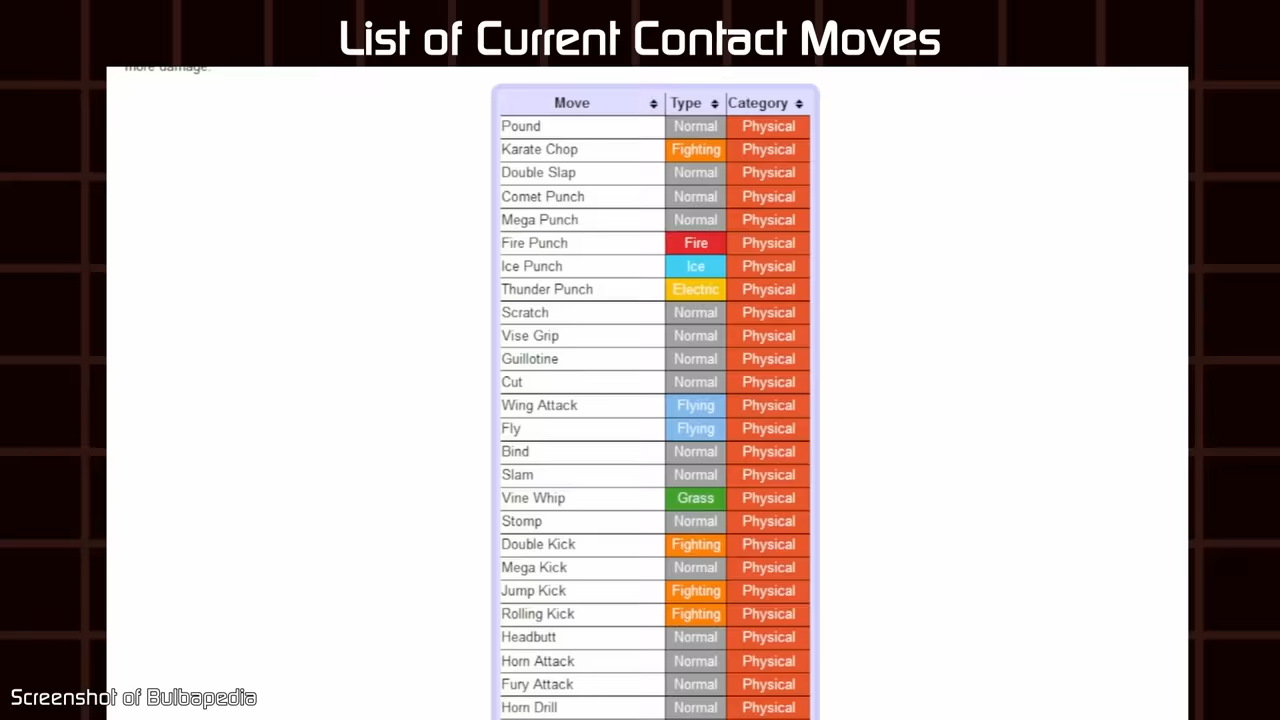 List of Current Contact Moves
more damage.
Move Type Category
Pound Normal Physical
Karate Chop Fighting Physical
Double Slap Normal Physical
Comet Punch Normal Physical
Mega Punch Normal Physical
Fire Punch Fire Physical
Ice Punch Ice Physical
Thunder Punch Electric Physical
Scratch Normal Physical
Vise Grip Normal Physical
Guillotine Normal Physical
Cut Normal Physical
Wing Attack Flying Physical
Fly Flying Physical
Bind Normal Physical
Slam Normal Physical
Vine Whip Grass Physical
Stomp Normal Physical
Double Kick Fighting Physical
Mega Kick Normal Physical
Jump Kick Fighting Physical
Rolling Kick Fighting Physical
Headbutt Normal Physical
Horn Attack Normal Physical
Fury Attack Normal Physical
Horn Drill Normal Physical
Screenshot of Bulbapedia